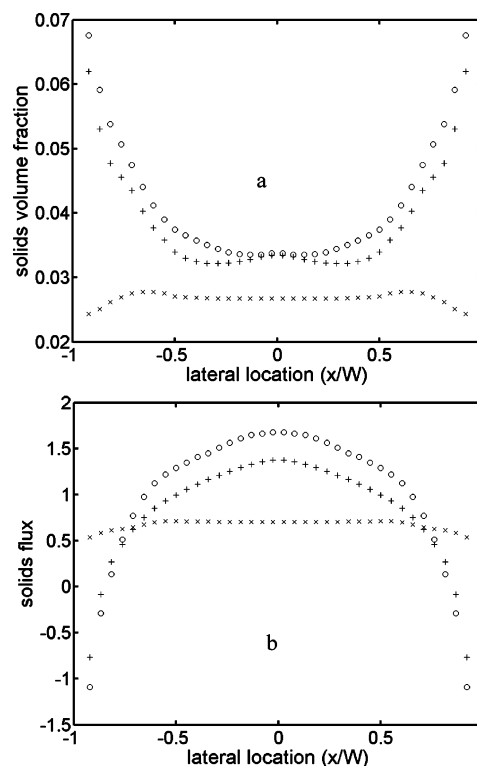 0.07
0.06
0.05
0.04
0.03
0.02
solids volume fraction
a
-1 -0.5 0 0.5
lateral location (x/W)
2
1.5
1
0.5
0
-0.5
-1
-1.5
solids flux
b
-1 -0.5 0 0.5
lateral location (x/W)